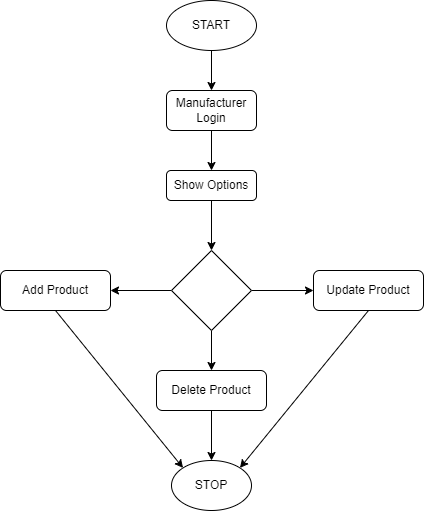 START
Manufacturer
Login
Show Options
Add Product
Update Product
Delete Product
STOP